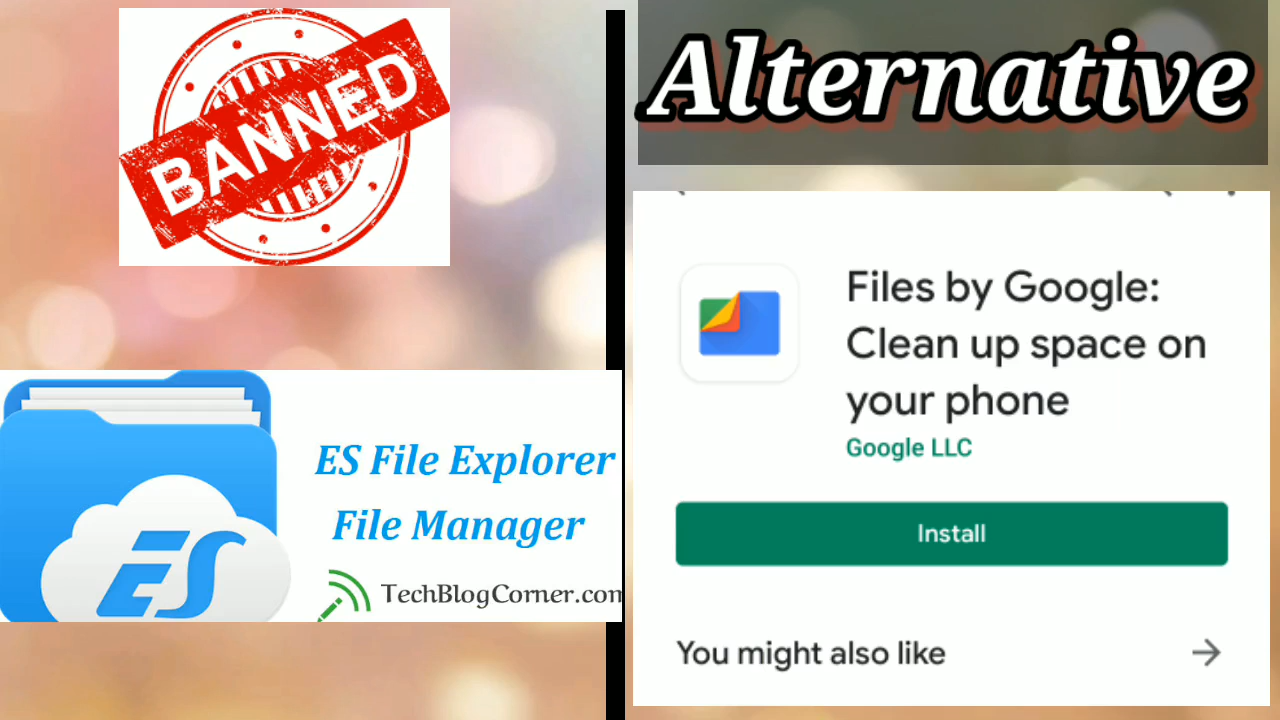 BANNED
ES File Explorer
File Manager
ES
TechBlogCorner.com
Alternative
Files by Google:
Clean up space on
your phone
Google LLC
Install
You might also like